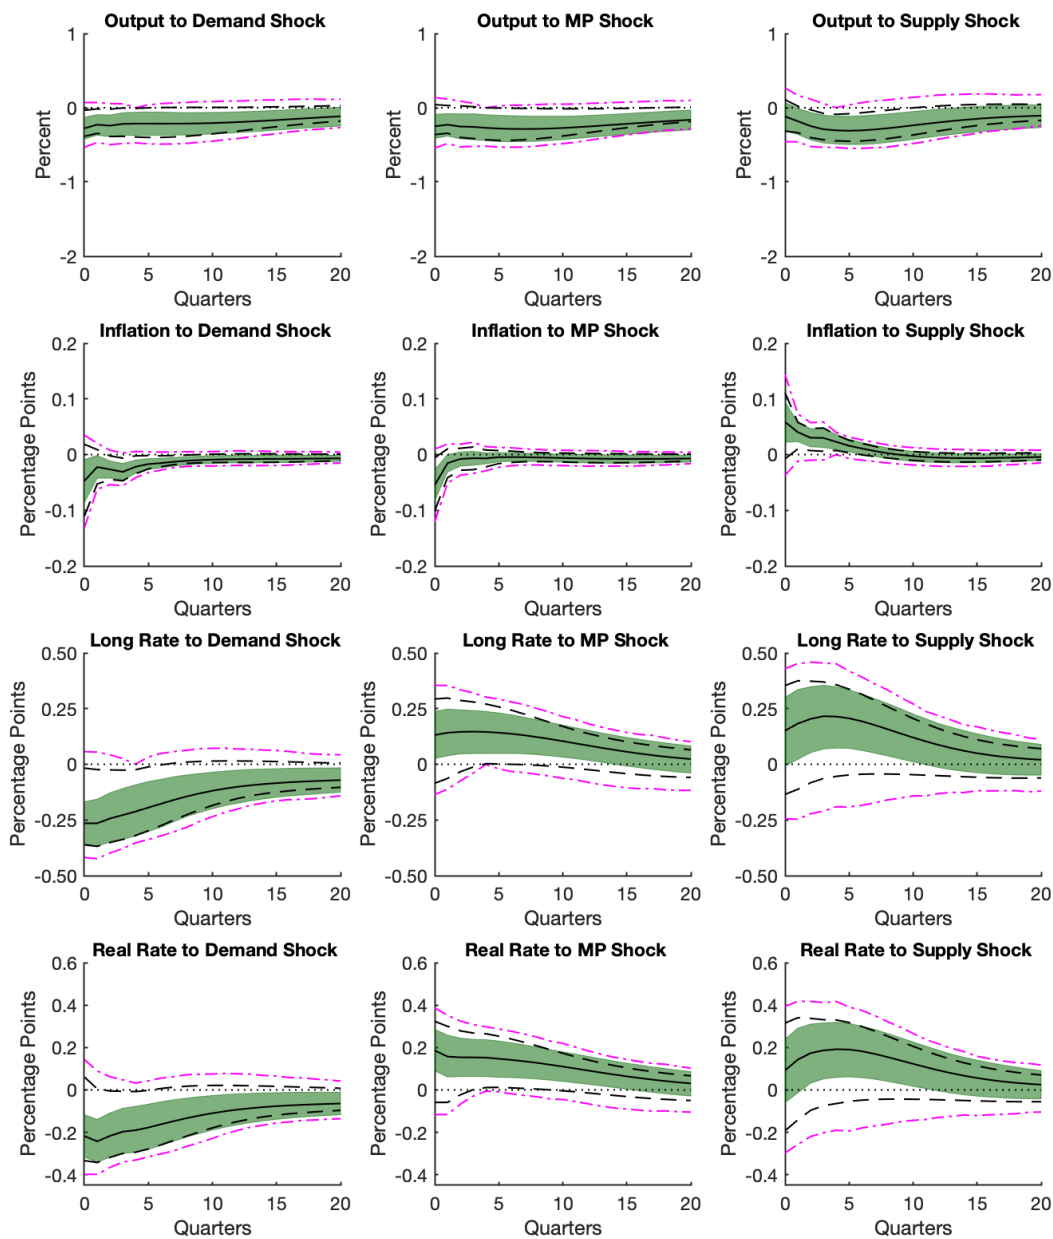 Output to Demand Shock
Percent
1
0
-1
-2
0 5 10 15 20
Quarters
Output to MP Shock
Percent
1
0
-1
-2
0 5 10 15 20
Quarters
Output to Supply Shock
Percent
1
0
-1
-2
0 5 10 15 20
Quarters
Inflation to Demand Shock
Percentage Points
0.2
0.1
0
-0.1
-0.2
0 5 10 15 20
Quarters
Inflation to MP Shock
Percentage Points
0.2
0.1
0
-0.1
-0.2
0 5 10 15 20
Quarters
Inflation to Supply Shock
Percentage Points
0.2
0.1
0
-0.1
-0.2
0 5 10 15 20
Quarters
Long Rate to Demand Shock
Percentage Points
0.50
0.25
0
-0.25
-0.50
0 5 10 15 20
Quarters
Long Rate to MP Shock
Percentage Points
0.50
0.25
0
-0.25
-0.50
0 5 10 15 20
Quarters
Long Rate to Supply Shock
Percentage Points
0.50
0.25
0
-0.25
-0.50
0 5 10 15 20
Quarters
Real Rate to Demand Shock
Percentage Points
0.6
0.4
0.2
0
-0.2
-0.4
0 5 10 15 20
Quarters
Real Rate to MP Shock
Percentage Points
0.6
0.4
0.2
0
-0.2
-0.4
0 5 10 15 20
Quarters
Real Rate to Supply Shock
Percentage Points
0.6
0.4
0.2
0
-0.2
-0.4
0 5 10 15 20
Quarters